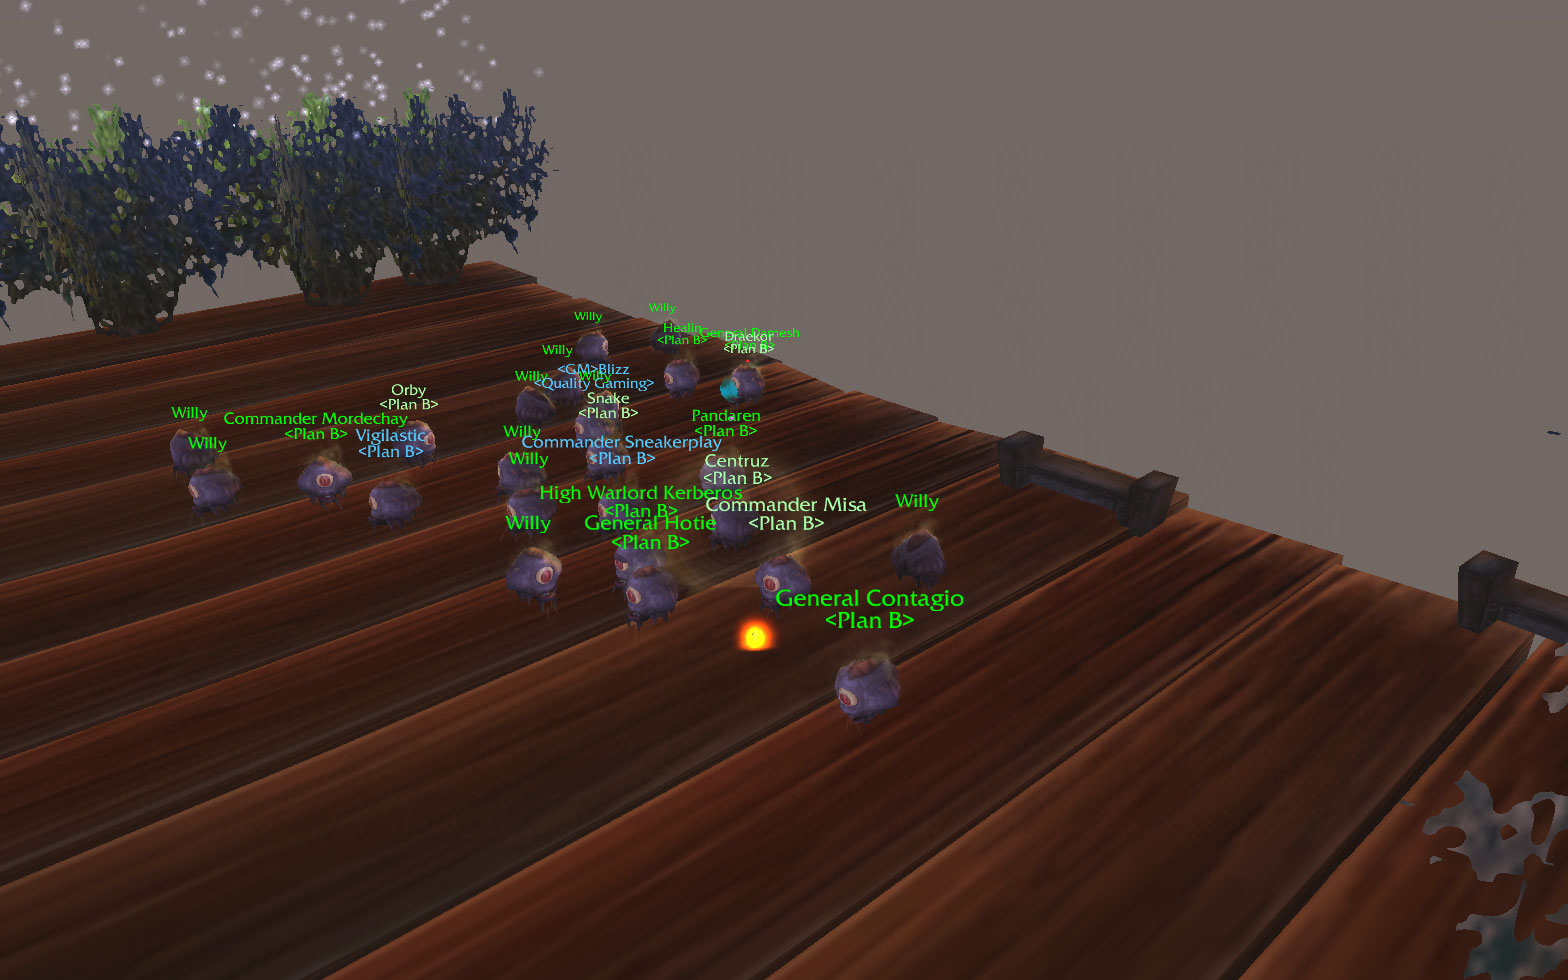 Willy
Willy
Healin
<Plan B>
General Damesh
Draekor
<Plan B>
Willy
<GM>Blizz
<Quality Gaming>
Willy
Willy
Orby
<Plan B>
Snake
<Plan B>
Willy
Commander Mordechay
<Plan B>
Pandaren
<Plan B>
Willy
Vigilastic
<Plan B>
Willy
Commander Sneakerplay
<Plan B>
Willy
Centruz
<Plan B>
High Warlord Kerberos
<Plan B>
Commander Misa
<Plan B>
Willy
Willy
General Hotie
<Plan B>
General Contagio
<Plan B>